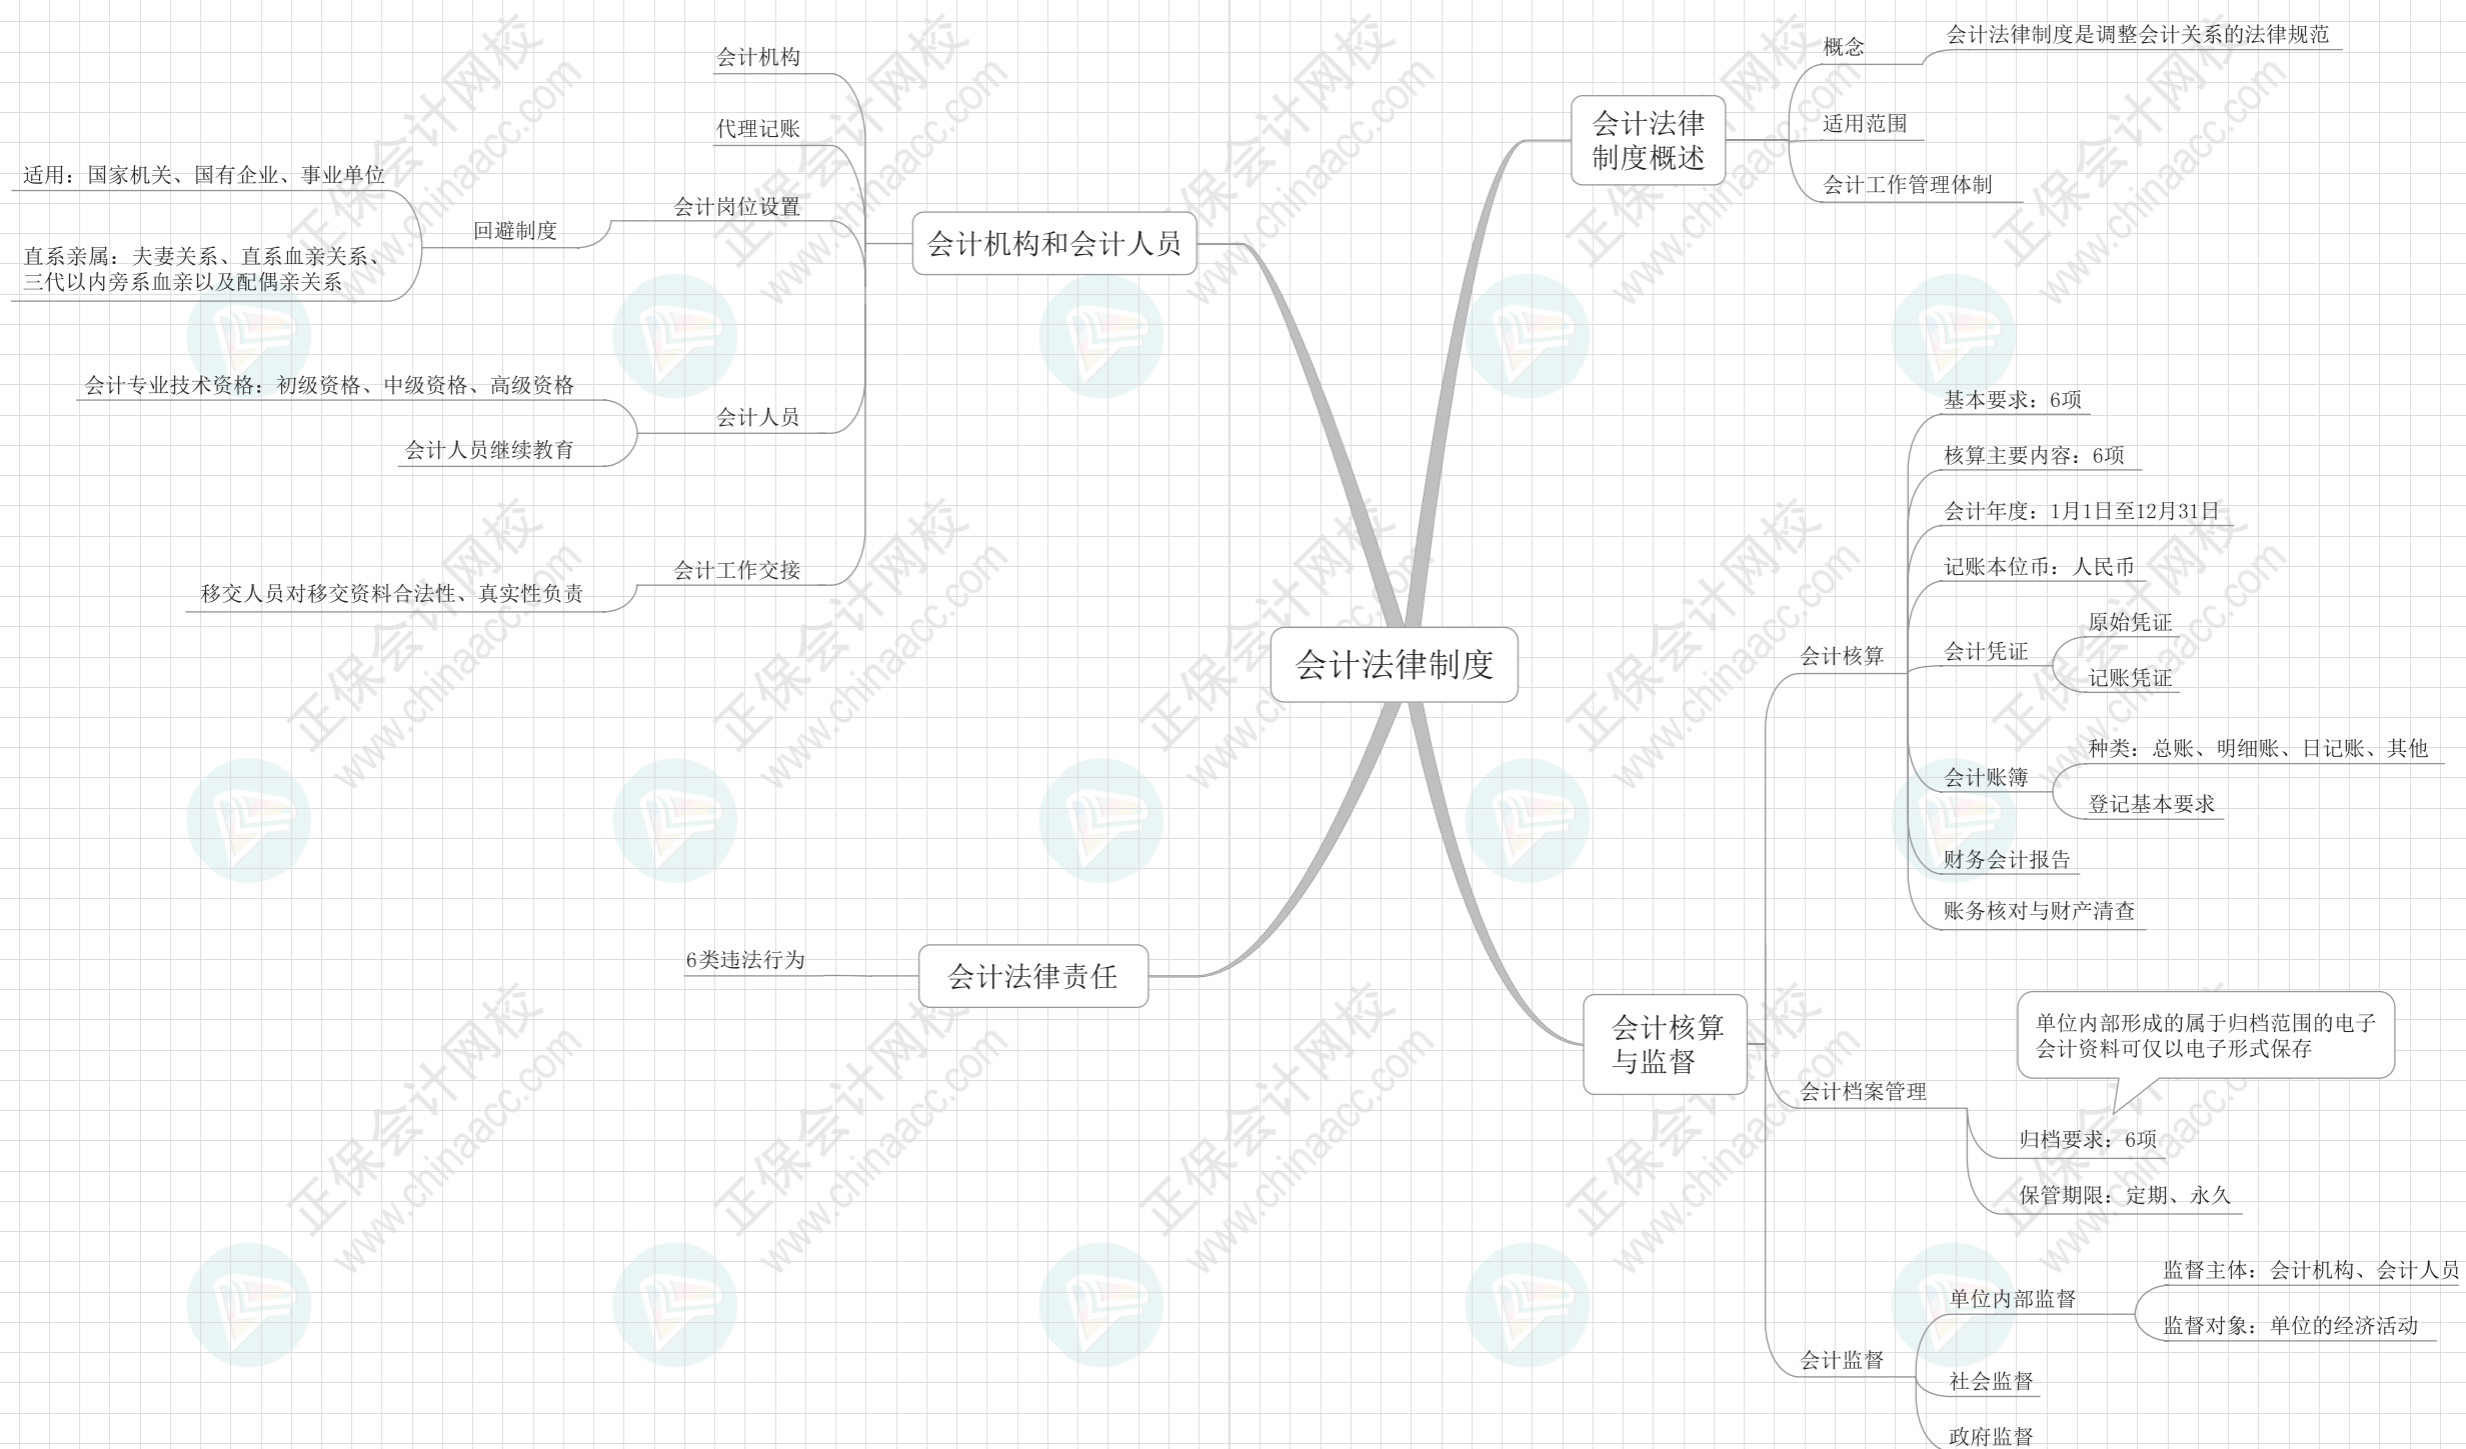 会计法律制度
会计法律
制度概述
概念
会计法律制度是调整会计关系的法律规范
适用范围
会计工作管理体制
会计核算
与监督
会计核算
基本要求：6项
核算主要内容：6项
会计年度：1月1日至12月31日
记账本位币：人民币
会计凭证
原始凭证
记账凭证
会计账簿
种类：总账、明细账、日记账、其他
登记基本要求
财务会计报告
账务核对与财产清查
会计档案管理
单位内部形成的属于归档范围的电子
会计资料可仅以电子形式保存
归档要求：6项
保管期限：定期、永久
会计监督
单位内部监督
监督主体：会计机构、会计人员
监督对象：单位的经济活动
社会监督
政府监督
会计机构和会计人员
会计机构
代理记账
会计岗位设置
回避制度
适用：国家机关、国有企业、事业单位
直系亲属：夫妻关系、直系血亲关系、
三代以内旁系血亲以及配偶亲关系
会计人员
会计专业技术资格：初级资格、中级资格、高级资格
会计人员继续教育
会计工作交接
移交人员对移交资料合法性、真实性负责
会计法律责任
6类违法行为
正保会计网校
www.chinaacc.com